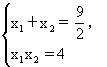 x₁ + x₂ = 9/2,
x₁x₂ = 4